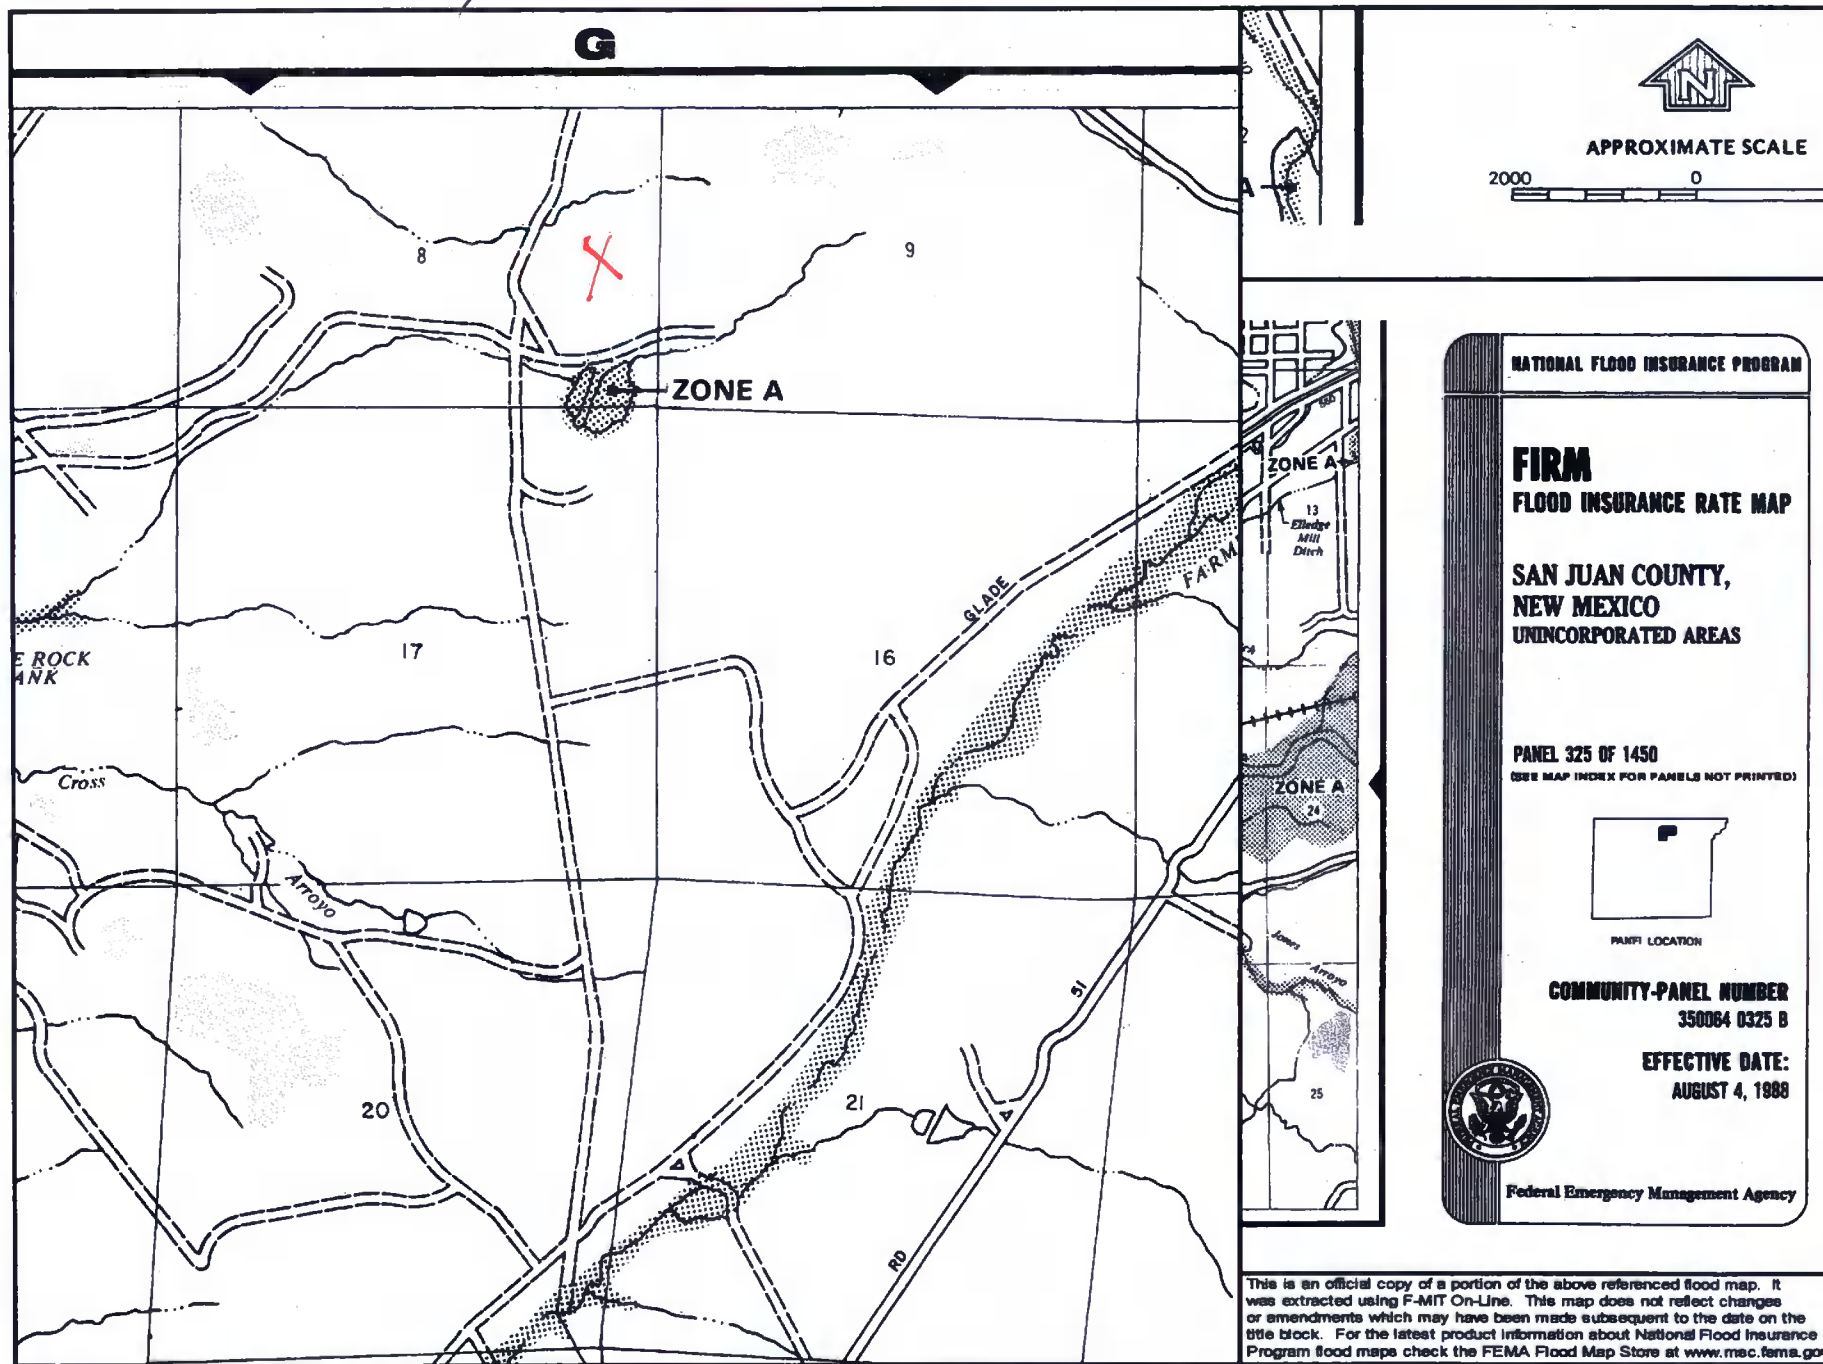 G
8
9
ZONE A
17
16
GLADE
FARM
E ROCK
ANK
Cross
Arroyo
20
21
51
RD
A
ZONE A
13
Elledge
Mill
Ditch
ZONE A
24
Jones
Arroyo
25
N
APPROXIMATE SCALE
2000 0
NATIONAL FLOOD INSURANCE PROGRAM
FIRM
FLOOD INSURANCE RATE MAP
SAN JUAN COUNTY,
NEW MEXICO
UNINCORPORATED AREAS
PANEL 325 OF 1450
(SEE MAP INDEX FOR PANELS NOT PRINTED)
PANEL LOCATION
COMMUNITY-PANEL NUMBER
350064 0325 B
EFFECTIVE DATE:
AUGUST 4, 1988
Federal Emergency Management Agency
This is an official copy of a portion of the above referenced flood map. It
was extracted using F-MIT On-Line. This map does not reflect changes
or amendments which may have been made subsequent to the date on the
title block. For the latest product information about National Flood Insurance
Program flood maps check the FEMA Flood Map Store at www.msc.fema.gov